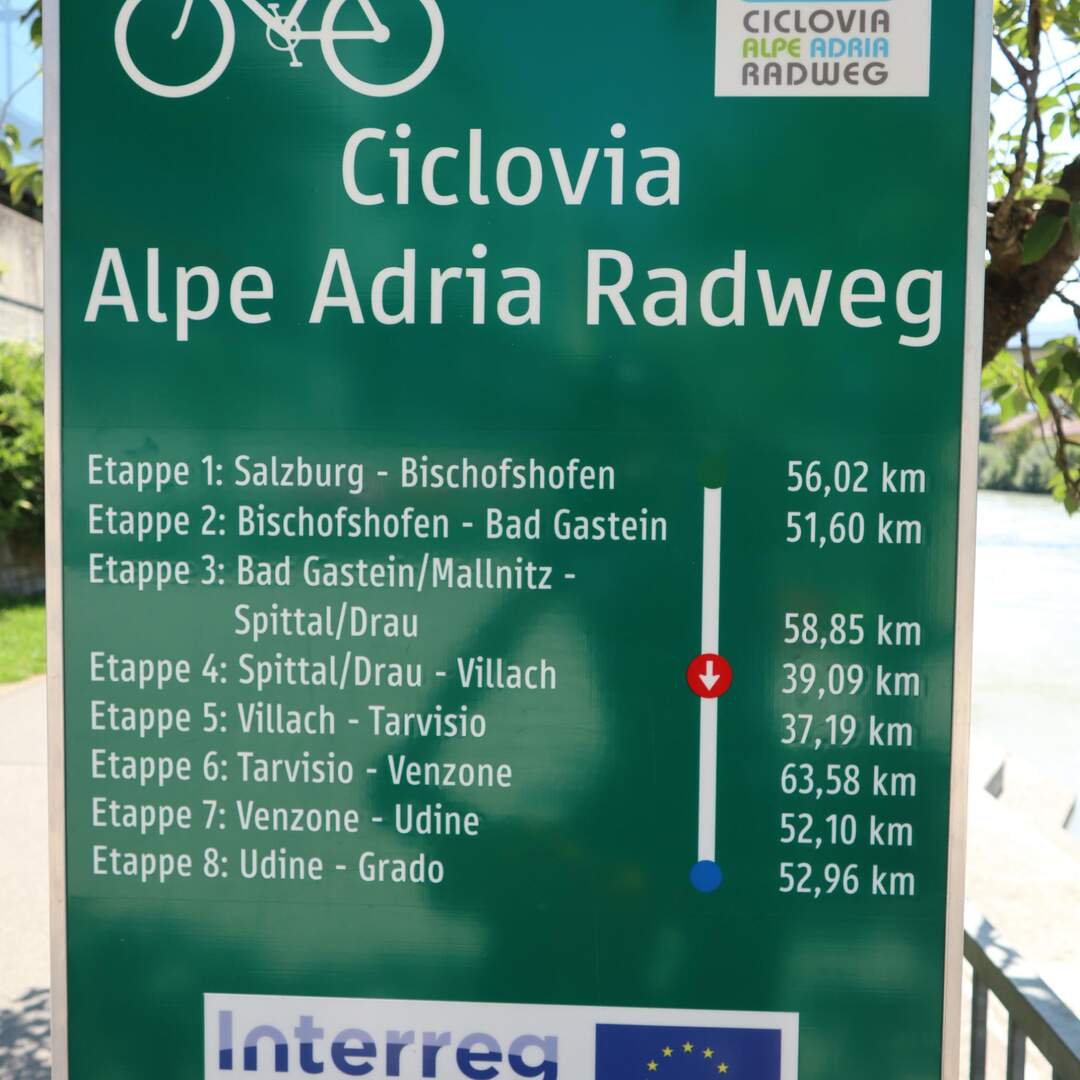 CICLOVIA
ALPE ADRIA
RADWEG
Ciclovia
Alpe Adria Radweg
Etappe 1: Salzburg - Bischofshofen 56,02 km
Etappe 2: Bischofshofen - Bad Gastein 51,60 km
Etappe 3: Bad Gastein/Mallnitz -
Spittal/Drau 58,85 km
Etappe 4: Spittal/Drau - Villach 39,09 km
Etappe 5: Villach - Tarvisio 37,19 km
Etappe 6: Tarvisio - Venzone 63,58 km
Etappe 7: Venzone - Udine 52,10 km
Etappe 8: Udine - Grado 52,96 km
Interreg